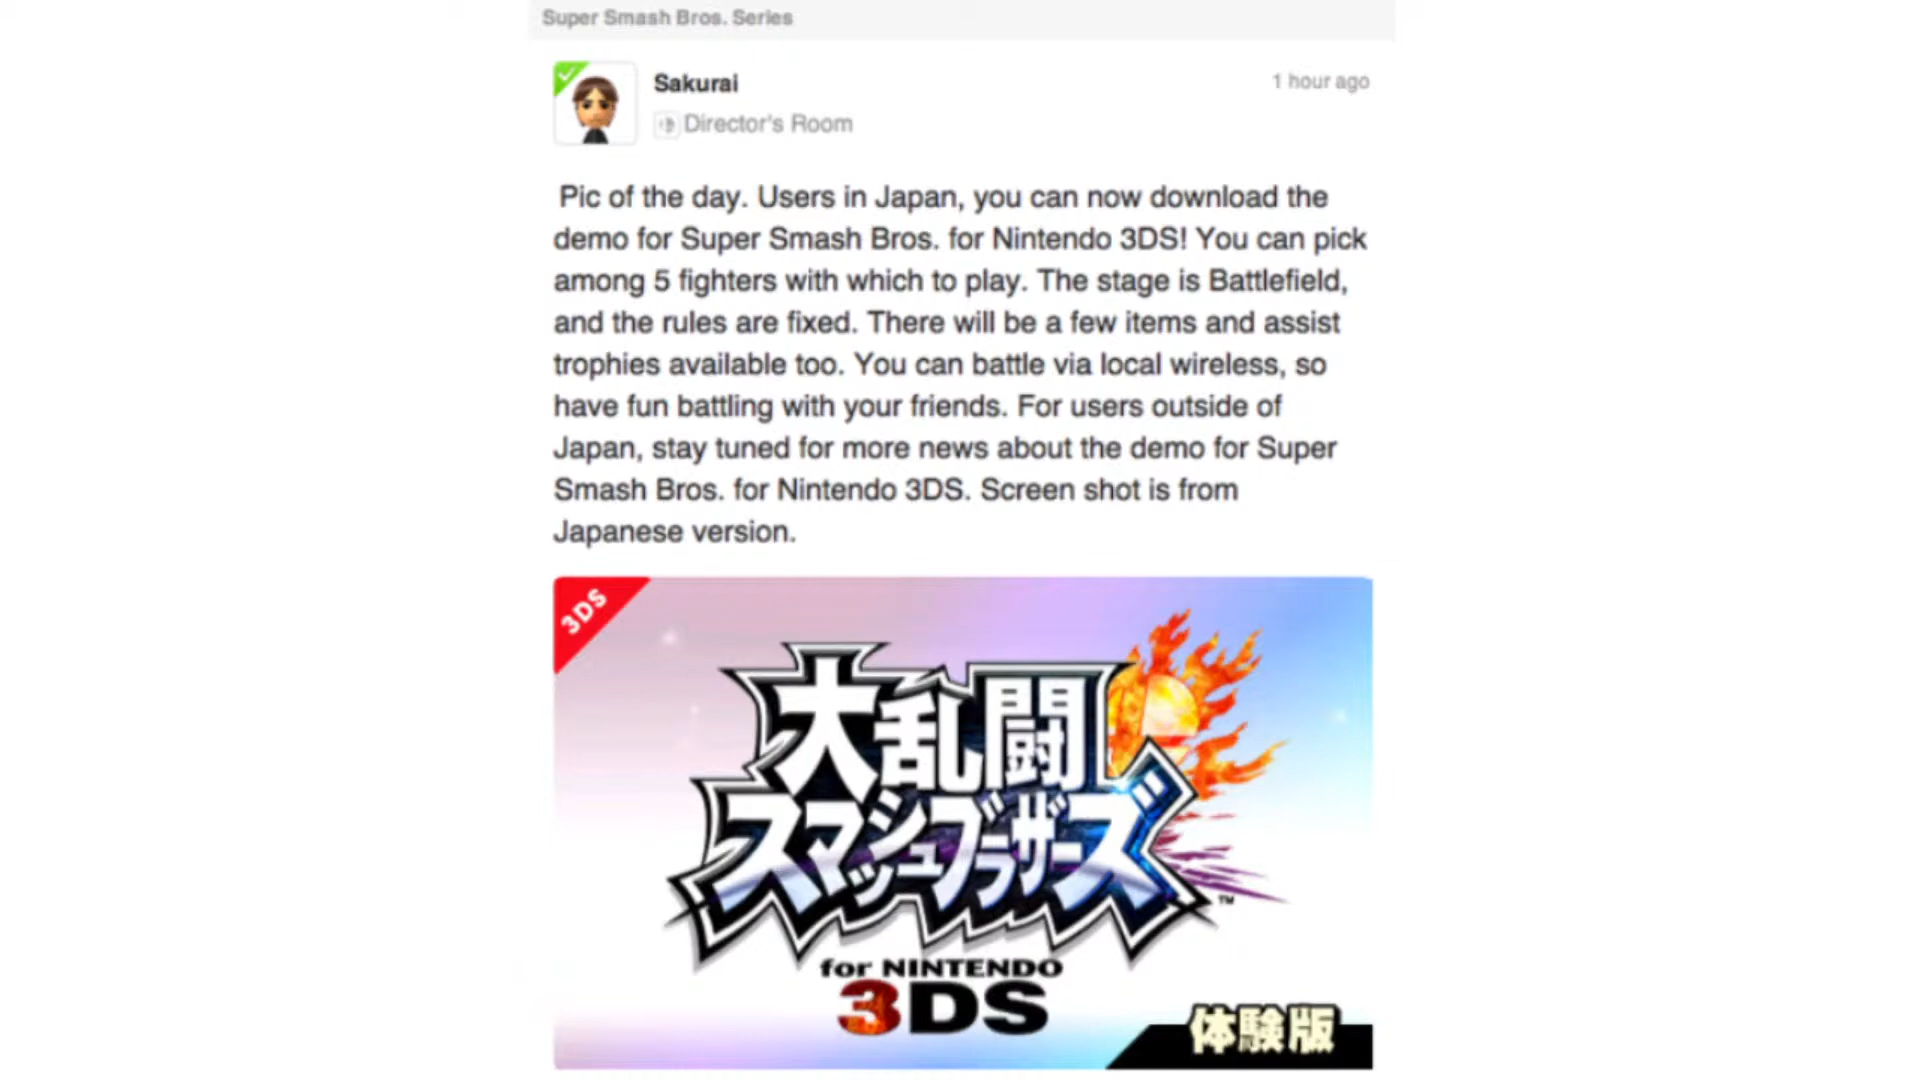 Super Smash Bros. Series
Sakurai
1 hour ago
Director's Room
Pic of the day. Users in Japan, you can now download the
demo for Super Smash Bros. for Nintendo 3DS! You can pick
among 5 fighters with which to play. The stage is Battlefield,
and the rules are fixed. There will be a few items and assist
trophies available too. You can battle via local wireless, so
have fun battling with your friends. For users outside of
Japan, stay tuned for more news about the demo for Super
Smash Bros. for Nintendo 3DS. Screen shot is from
Japanese version.
3DS
大乱闘
スマッシュブラザーズ
TM
for NINTENDO
3DS
体験版